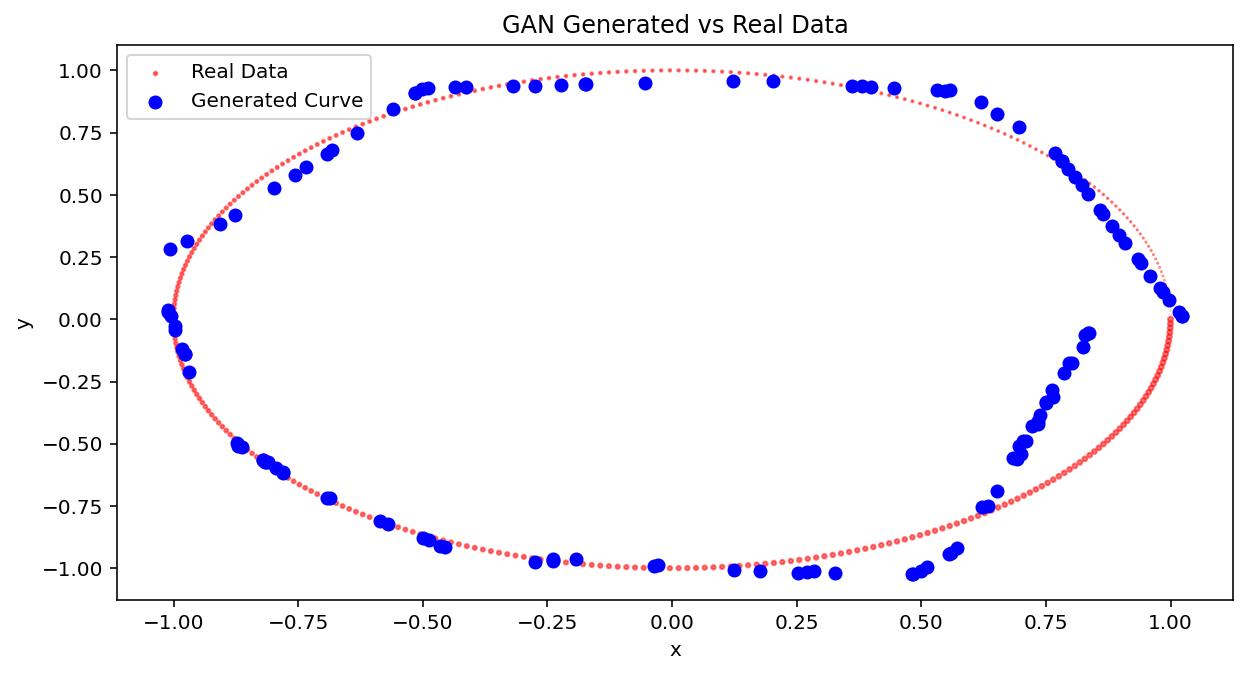 GAN Generated vs Real Data
Real Data
Generated Curve
1.00
0.75
0.50
0.25
0.00
−0.25
−0.50
−0.75
−1.00
y
−1.00 −0.75 −0.50 −0.25 0.00 0.25 0.50 0.75 1.00
x